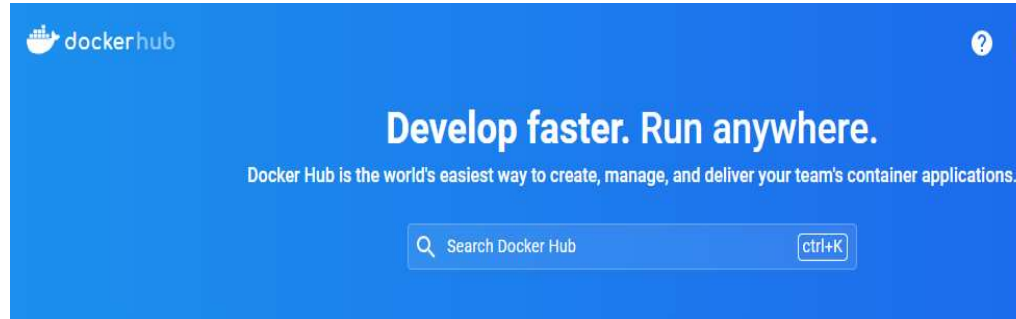 dockerhub
?
Develop faster. Run anywhere.
Docker Hub is the world's easiest way to create, manage, and deliver your team's container applications.
Search Docker Hub
ctrl+K